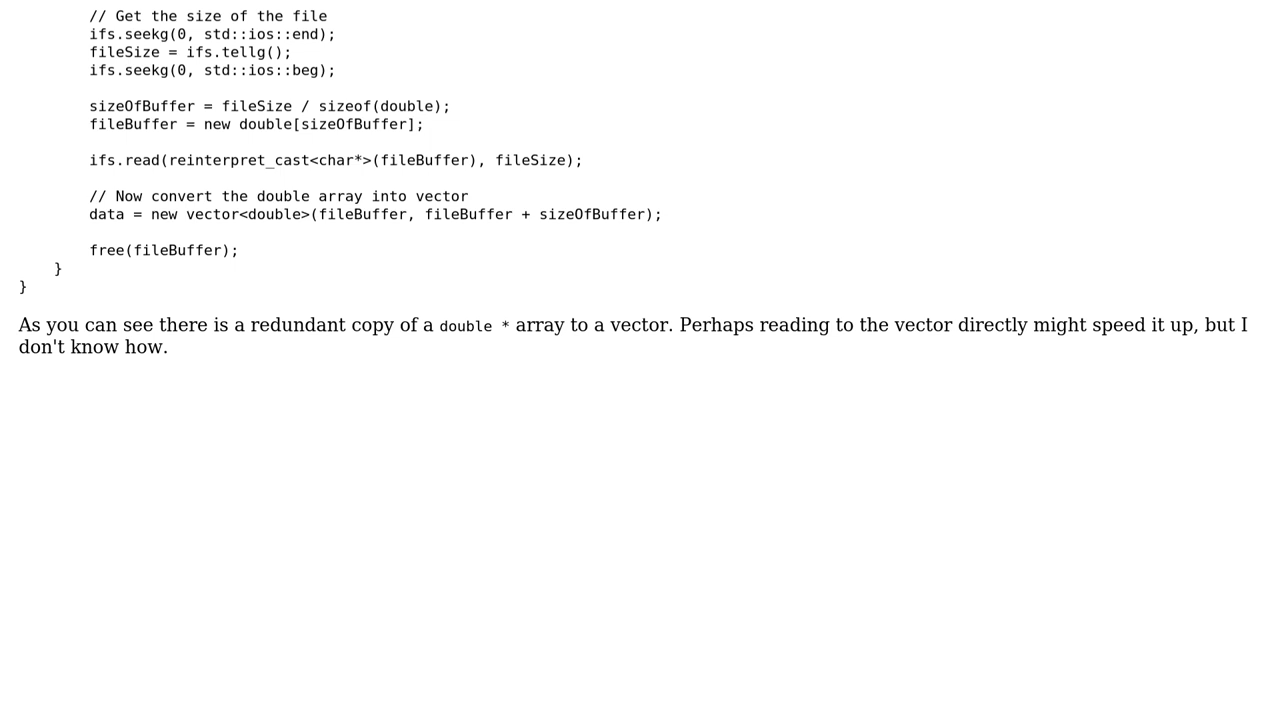 // Get the size of the file
ifs.seekg(0, std::ios::end);
fileSize = ifs.tellg();
ifs.seekg(0, std::ios::beg);
sizeOfBuffer = fileSize / sizeof(double);
fileBuffer = new double[sizeOfBuffer];
ifs.read(reinterpret_cast<char*>(fileBuffer), fileSize);
// Now convert the double array into vector
data = new vector<double>(fileBuffer, fileBuffer + sizeOfBuffer);
free(fileBuffer);
}
}
As you can see there is a redundant copy of a double * array to a vector. Perhaps reading to the vector directly might speed it up, but I
don't know how.